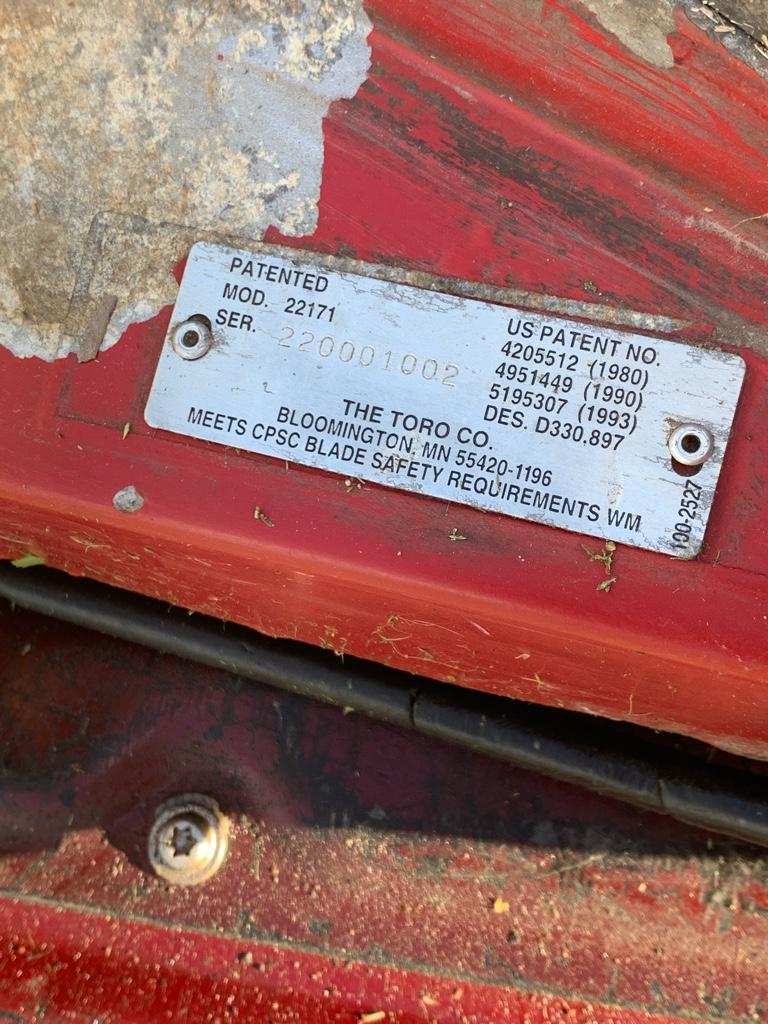 PATENTED
MOD. 22171
SER. 220001002
US PATENT NO.
4205512 (1980)
4951449 (1990)
5195307 (1993)
DES. D330,897
THE TORO CO.
BLOOMINGTON, MN 55420-1196
MEETS CPSC BLADE SAFETY REQUIREMENTS WM
100-2527